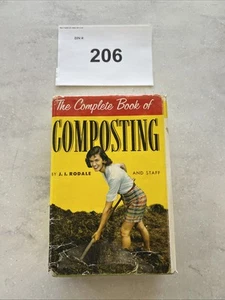 206
The Complete Book of
COMPOSTING
BY J. I. RODALE AND STAFF